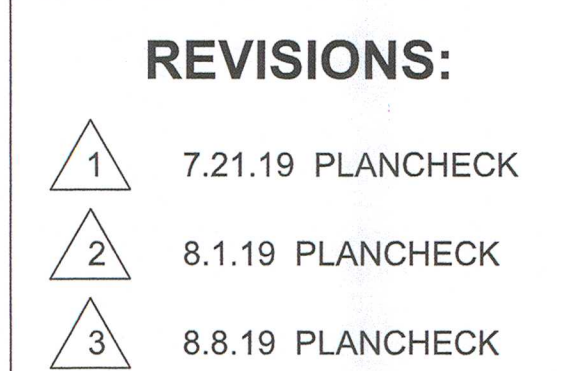 REVISIONS:
1 7.21.19 PLANCHECK
2 8.1.19 PLANCHECK
3 8.8.19 PLANCHECK